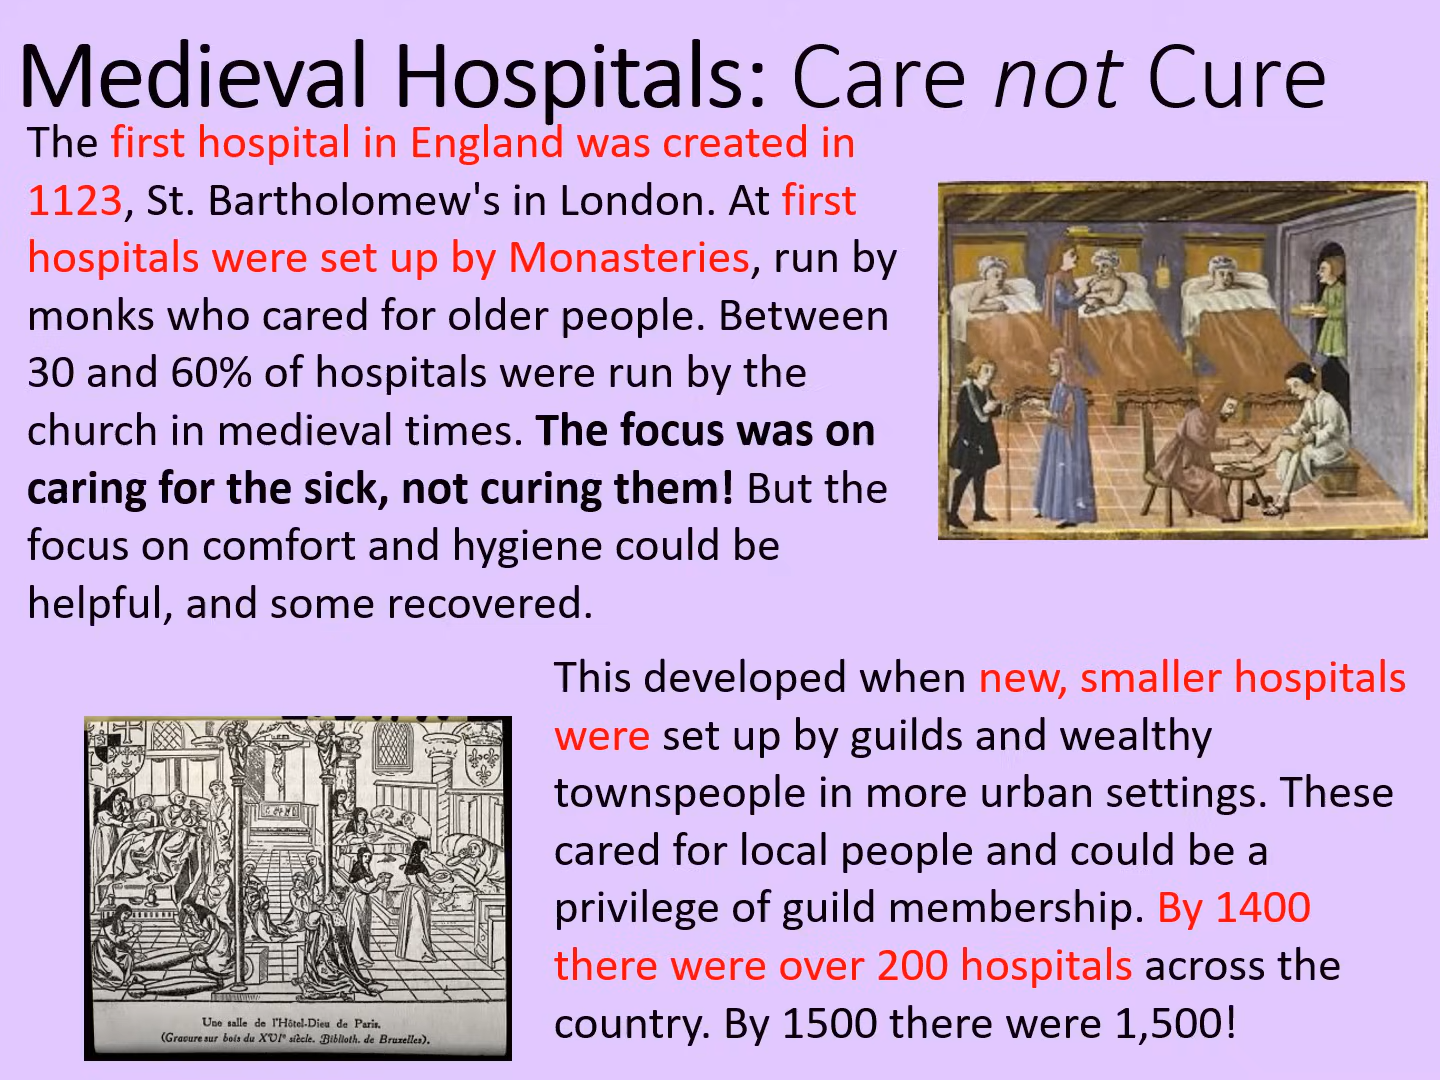 Medieval Hospitals: Care not Cure
The first hospital in England was created in
1123, St. Bartholomew's in London. At first
hospitals were set up by Monasteries, run by
monks who cared for older people. Between
30 and 60% of hospitals were run by the
church in medieval times. The focus was on
caring for the sick, not curing them! But the
focus on comfort and hygiene could be
helpful, and some recovered.
This developed when new, smaller hospitals
were set up by guilds and wealthy
townspeople in more urban settings. These
cared for local people and could be a
privilege of guild membership. By 1400
there were over 200 hospitals across the
country. By 1500 there were 1,500!
Une salle de l'Hôtel-Dieu de Paris.
(Gravure sur bois du XVIe siècle. Biblioth. de Bruxelles).